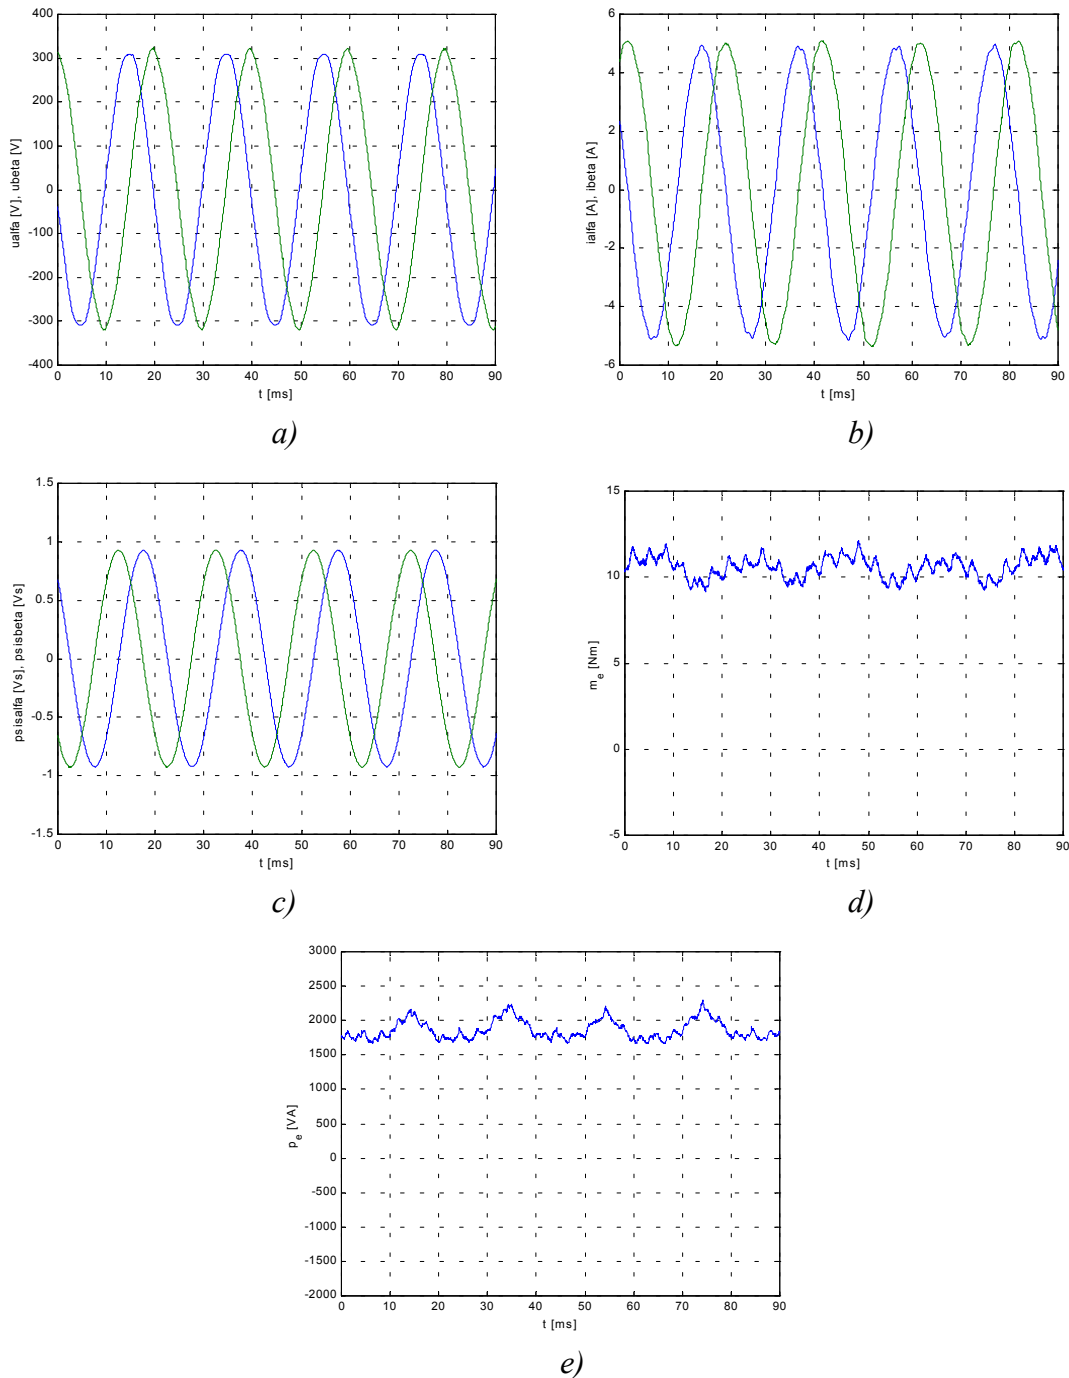 400
300
200
100
0
-100
-200
-300
-400
ualfa [V], ubeta [V]
0 10 20 30 40 50 60 70 80 90
t [ms]
a)
6
4
2
0
-2
-4
-6
ialfa [A], ibeta [A]
0 10 20 30 40 50 60 70 80 90
t [ms]
b)
1.5
1
0.5
0
-0.5
-1
-1.5
psisalfa [Vs], psisbeta [Vs]
0 10 20 30 40 50 60 70 80 90
t [ms]
c)
15
10
5
0
-5
m_e [Nm]
0 10 20 30 40 50 60 70 80 90
t [ms]
d)
3000
2500
2000
1500
1000
500
0
-500
-1000
-1500
-2000
p_e [VA]
0 10 20 30 40 50 60 70 80 90
t [ms]
e)